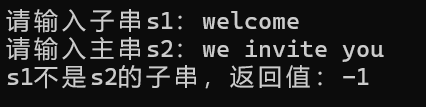 请输入子串s1：welcome
请输入主串s2：we invite you
s1不是s2的子串，返回值：-1